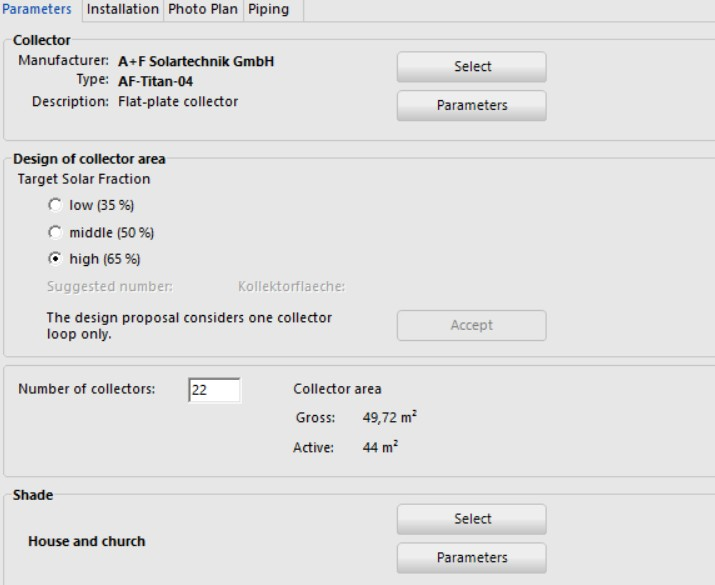 Parameters Installation Photo Plan Piping
Collector
Manufacturer: A+F Solartechnik GmbH
Select
Type: AF-Titan-04
Description: Flat-plate collector
Parameters
Design of collector area
Target Solar Fraction
low (35 %)
middle (50 %)
high (65 %)
Suggested number: Kollektorflaeche:
The design proposal considers one collector
loop only.
Accept
Number of collectors: 22 Collector area
Gross: 49,72 m²
Active: 44 m²
Shade
Select
House and church
Parameters